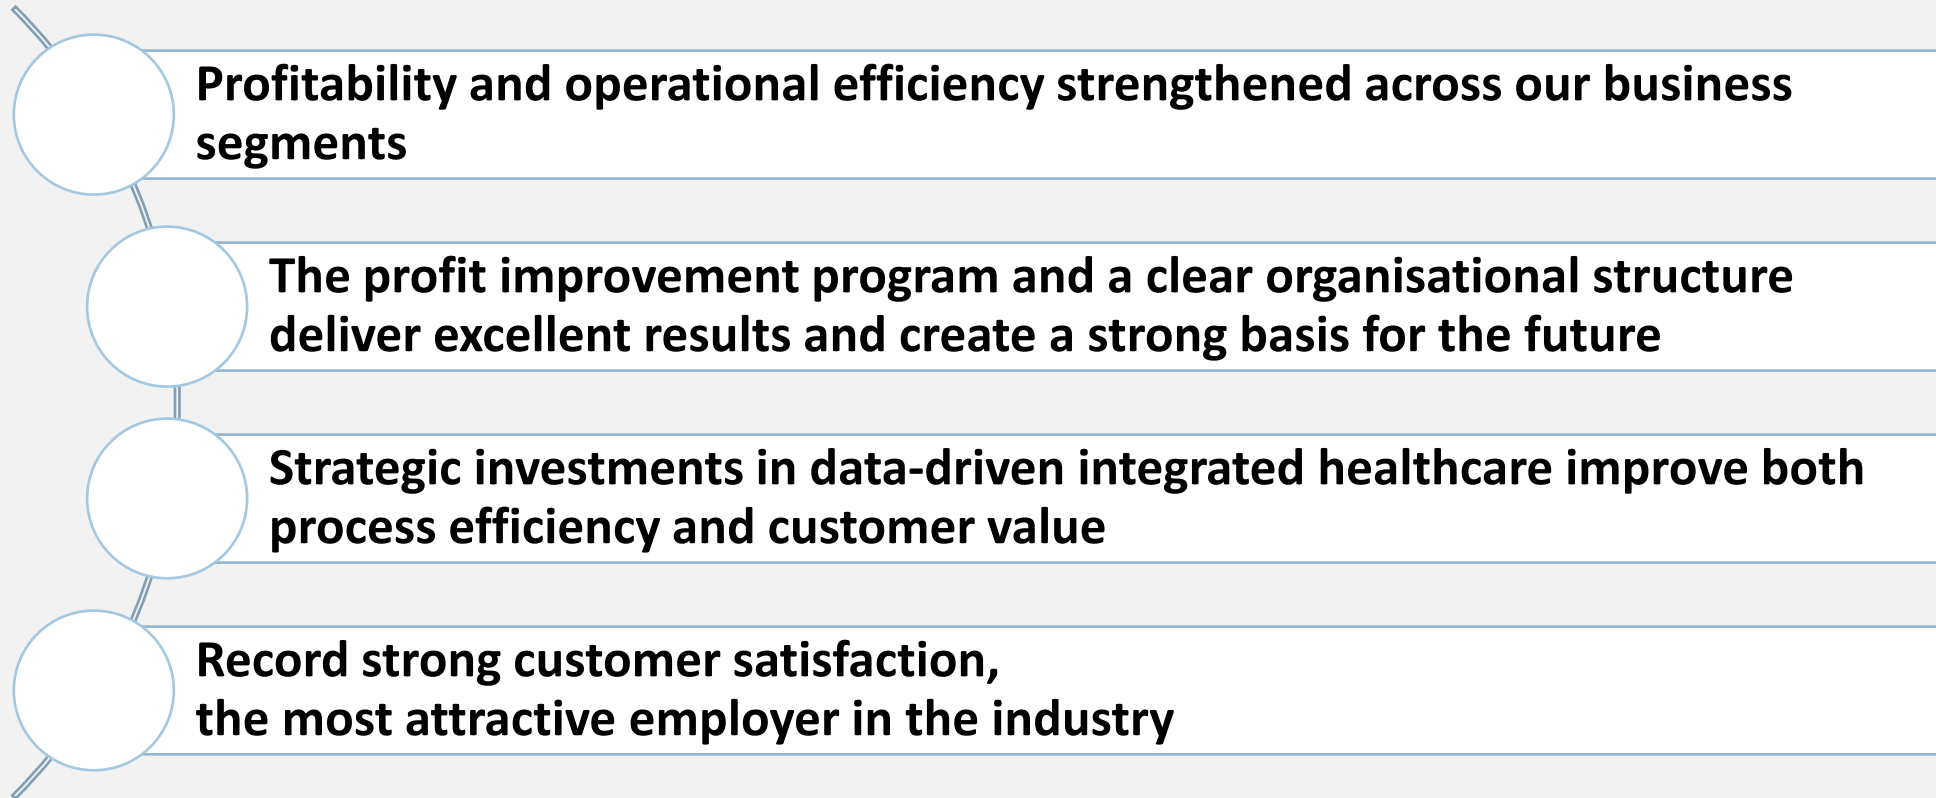 Profitability and operational efficiency strengthened across our business
segments
The profit improvement program and a clear organisational structure
deliver excellent results and create a strong basis for the future
Strategic investments in data-driven integrated healthcare improve both
process efficiency and customer value
Record strong customer satisfaction,
the most attractive employer in the industry